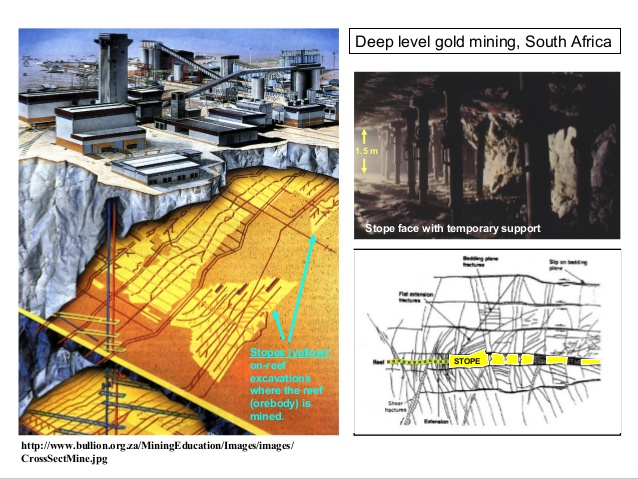 Deep level gold mining, South Africa
1.5 m
Stope face with temporary support
Stopes (yellow):
on-reef
excavations
where the reef
(orebody) is
mined.
Bedding plane
fractures
Slip on bedding
plane
Flat extension
fractures
Reef
STOPE
Shear
fractures
Extension
http://www.bullion.org.za/MiningEducation/Images/images/
CrossSectMine.jpg